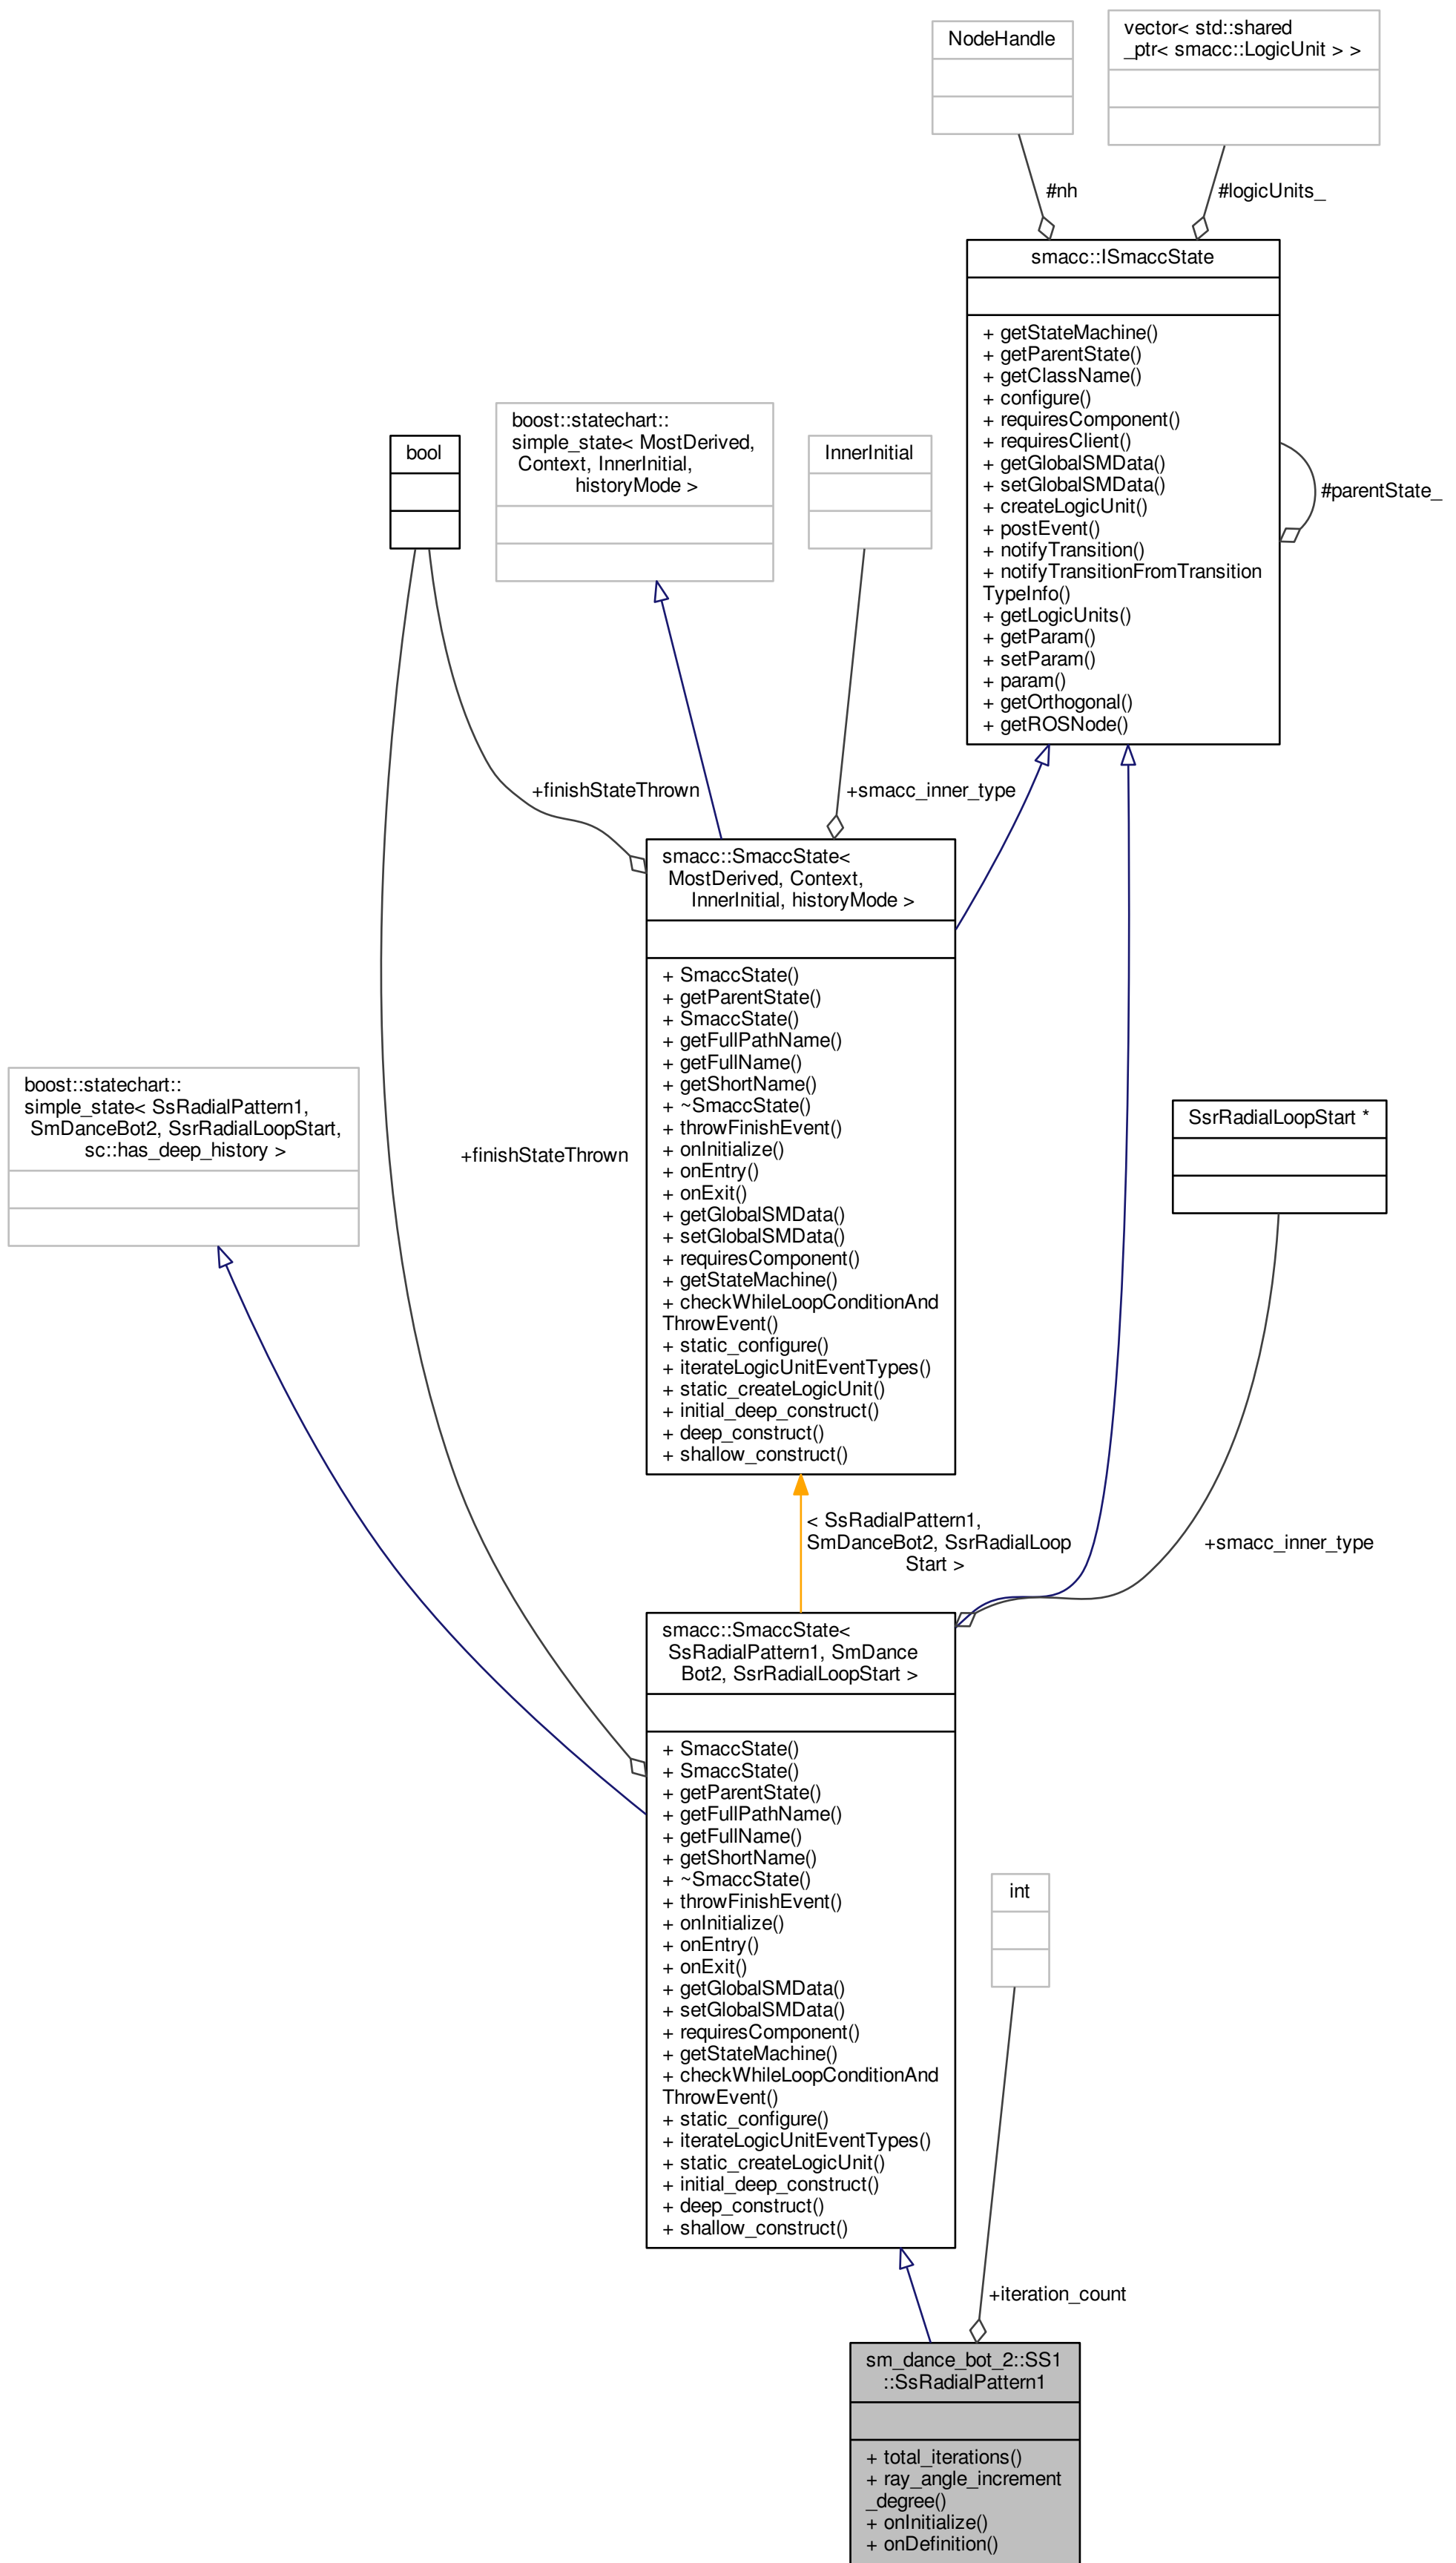 NodeHandle
vector< std::shared
_ptr< smacc::LogicUnit > >
#nh
#logicUnits_
smacc::ISmaccState
+ getStateMachine()
+ getParentState()
+ getClassName()
+ configure()
+ requiresComponent()
+ requiresClient()
+ getGlobalSMData()
+ setGlobalSMData()
+ createLogicUnit()
+ postEvent()
+ notifyTransition()
+ notifyTransitionFromTransition
TypeInfo()
+ getLogicUnits()
+ getParam()
+ setParam()
+ param()
+ getOrthogonal()
+ getROSNode()
#parentState_
bool
boost::statechart::
simple_state< MostDerived,
Context, InnerInitial,
historyMode >
InnerInitial
+finishStateThrown
+smacc_inner_type
smacc::SmaccState<
MostDerived, Context,
InnerInitial, historyMode >
+ SmaccState()
+ getParentState()
+ SmaccState()
+ getFullPathName()
+ getFullName()
+ getShortName()
+ ~SmaccState()
+ throwFinishEvent()
+ onInitialize()
+ onEntry()
+ onExit()
+ getGlobalSMData()
+ setGlobalSMData()
+ requiresComponent()
+ getStateMachine()
+ checkWhileLoopConditionAnd
ThrowEvent()
+ static_configure()
+ iterateLogicUnitEventTypes()
+ static_createLogicUnit()
+ initial_deep_construct()
+ deep_construct()
+ shallow_construct()
boost::statechart::
simple_state< SsRadialPattern1,
SmDanceBot2, SsrRadialLoopStart,
sc::has_deep_history >
+finishStateThrown
SsrRadialLoopStart *
< SsRadialPattern1,
SmDanceBot2, SsrRadialLoop
Start >
+smacc_inner_type
smacc::SmaccState<
SsRadialPattern1, SmDance
Bot2, SsrRadialLoopStart >
+ SmaccState()
+ SmaccState()
+ getParentState()
+ getFullPathName()
+ getFullName()
+ getShortName()
+ ~SmaccState()
+ throwFinishEvent()
+ onInitialize()
+ onEntry()
+ onExit()
+ getGlobalSMData()
+ setGlobalSMData()
+ requiresComponent()
+ getStateMachine()
+ checkWhileLoopConditionAnd
ThrowEvent()
+ static_configure()
+ iterateLogicUnitEventTypes()
+ static_createLogicUnit()
+ initial_deep_construct()
+ deep_construct()
+ shallow_construct()
int
+iteration_count
sm_dance_bot_2::SS1
::SsRadialPattern1
+ total_iterations()
+ ray_angle_increment
_degree()
+ onInitialize()
+ onDefinition()